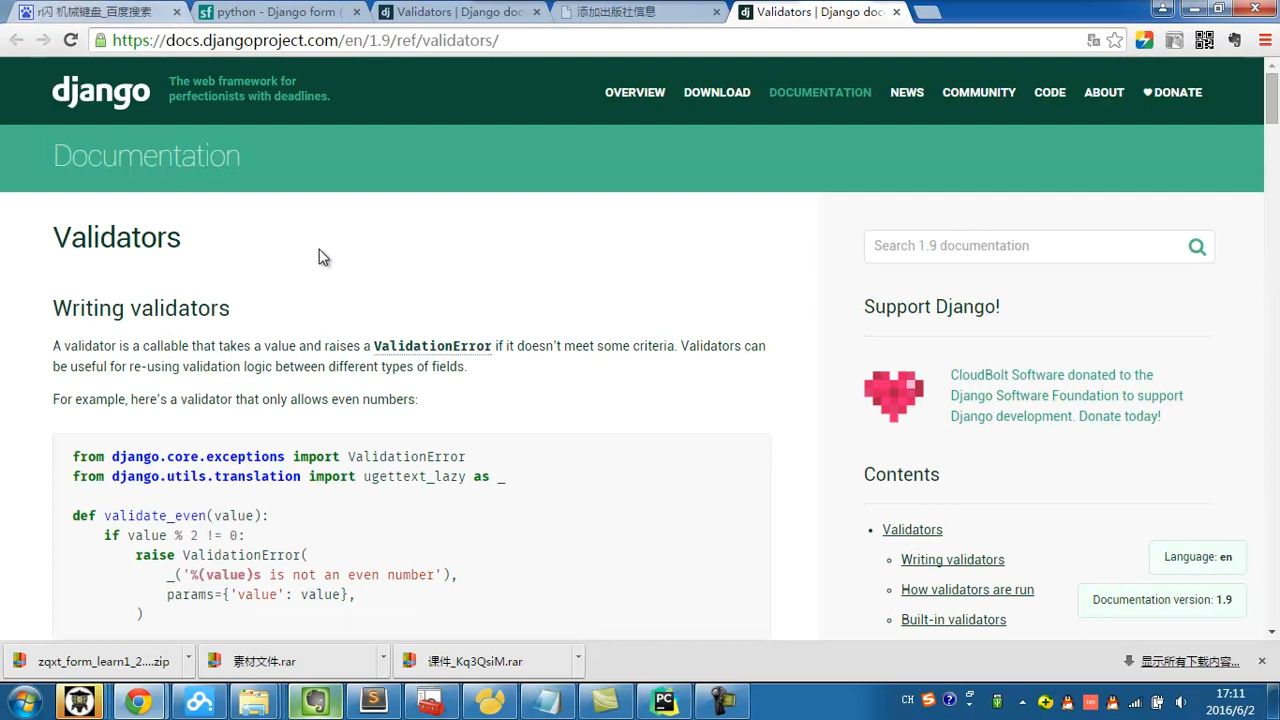 r闪 机械键盘_百度搜索
python - Django form (
Validators | Django doc
添加出版社信息
Validators | Django doc
https://docs.djangoproject.com/en/1.9/ref/validators/
django
The web framework for
perfectionists with deadlines.
OVERVIEW DOWNLOAD DOCUMENTATION NEWS COMMUNITY CODE ABOUT DONATE
Documentation
Validators
Search 1.9 documentation
Writing validators
Support Django!
A validator is a callable that takes a value and raises a ValidationError if it doesn't meet some criteria. Validators can
be useful for re-using validation logic between different types of fields.
For example, here's a validator that only allows even numbers:
CloudBolt Software donated to the
Django Software Foundation to support
Django development. Donate today!
from django.core.exceptions import ValidationError
from django.utils.translation import ugettext_lazy as _
def validate_even(value):
if value % 2 != 0:
raise ValidationError(
_('%(value)s is not an even number'),
params={'value': value},
)
Contents
Validators
Writing validators
How validators are run
Built-in validators
Language: en
Documentation version: 1.9
zqxt_form_learn1_2....zip
素材文件.rar
课件_Kq3QsiM.rar
显示所有下载内容...
CH
17:11
2016/6/2